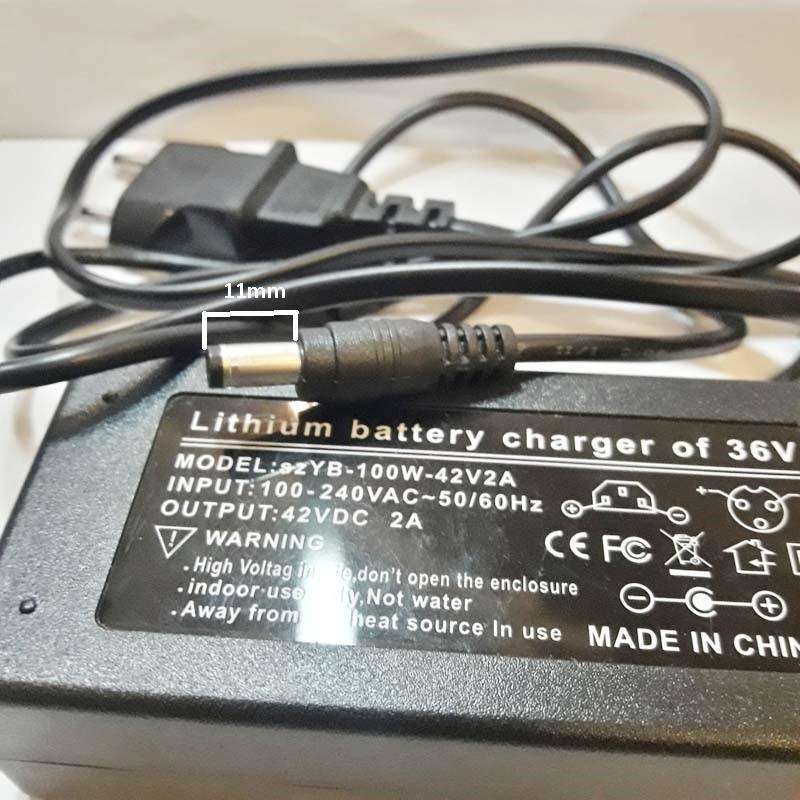 11mm
Lithium battery charger of 36V
MODEL:szYB-100W-42V2A
INPUT:100-240VAC~50/60Hz
OUTPUT:42VDC 2A
WARNING
.High Voltag don't open the enclosure
.indoor Not water
.Away from heat source In use
CE FC
MADE IN